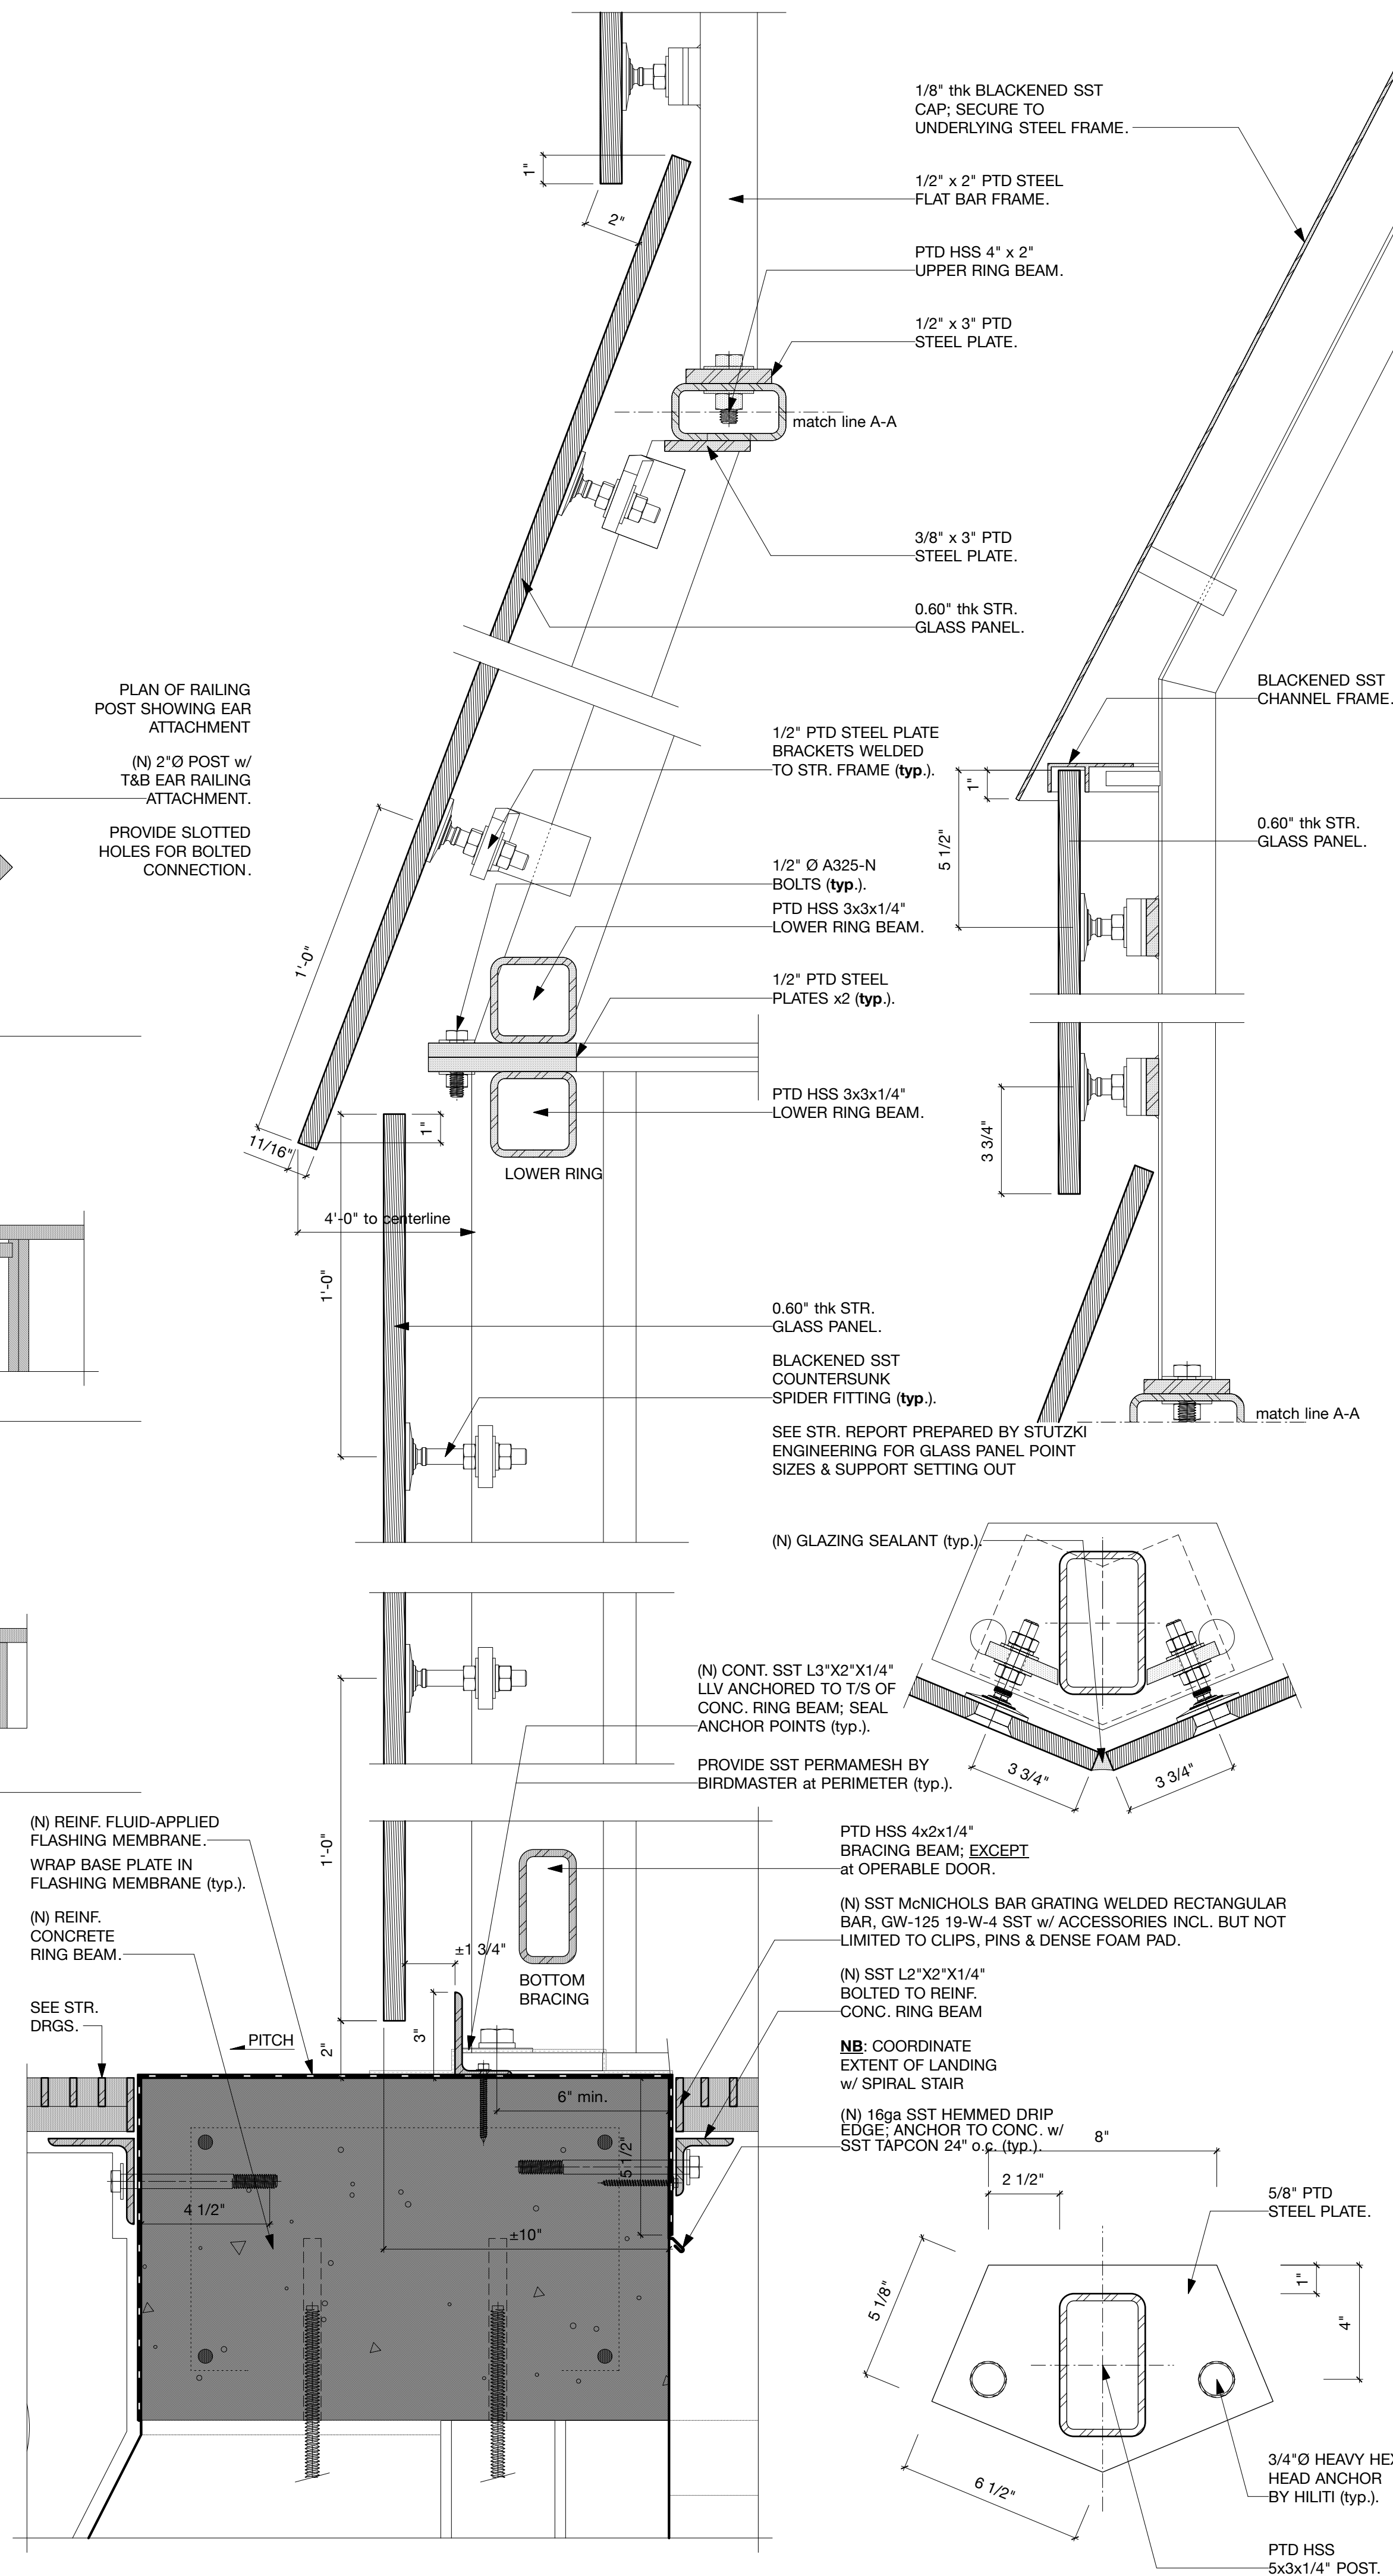 1/8" thk BLACKENED SST
CAP; SECURE TO
UNDERLYING STEEL FRAME.
1"
1/2" x 2" PTD STEEL
FLAT BAR FRAME.
2"
PTD HSS 4" x 2"
UPPER RING BEAM.
1/2" x 3" PTD
STEEL PLATE.
match line A-A
3/8" x 3" PTD
STEEL PLATE.
0.60" thk STR.
GLASS PANEL.
PLAN OF RAILING
POST SHOWING EAR
ATTACHMENT
(N) 2"Ø POST w/
T&B EAR RAILING
ATTACHMENT.
PROVIDE SLOTTED
HOLES FOR BOLTED
CONNECTION.
BLACKENED SST
CHANNEL FRAME.
1/2" PTD STEEL PLATE
BRACKETS WELDED
TO STR. FRAME (typ.).
1"
5 1/2"
0.60" thk STR.
GLASS PANEL.
1/2" Ø A325-N
BOLTS (typ.).
PTD HSS 3x3x1/4"
LOWER RING BEAM.
1'-0"
1/2" PTD STEEL
PLATES x2 (typ.).
PTD HSS 3x3x1/4"
LOWER RING BEAM.
1"
11/16"
3 3/4"
LOWER RING
4'-0" to centerline
1'-0"
0.60" thk STR.
GLASS PANEL.
BLACKENED SST
COUNTERSUNK
SPIDER FITTING (typ.).
match line A-A
SEE STR. REPORT PREPARED BY STUTZKI
ENGINEERING FOR GLASS PANEL POINT
SIZES & SUPPORT SETTING OUT
(N) GLAZING SEALANT (typ.).
(N) CONT. SST L3"X2"X1/4"
LLV ANCHORED TO T/S OF
CONC. RING BEAM; SEAL
ANCHOR POINTS (typ.).
PROVIDE SST PERMAMESH BY
BIRDMASTER at PERIMETER (typ.).
3 3/4"
3 3/4"
(N) REINF. FLUID-APPLIED
FLASHING MEMBRANE.
WRAP BASE PLATE IN
FLASHING MEMBRANE (typ.).
(N) REINF.
CONCRETE
RING BEAM.
SEE STR.
DRGS.
PITCH
1'-0"
±1 3/4"
BOTTOM
BRACING
3"
2"
PTD HSS 4x2x1/4"
BRACING BEAM; EXCEPT
at OPERABLE DOOR.
(N) SST McNICHOLS BAR GRATING WELDED RECTANGULAR
BAR, GW-125 19-W-4 SST w/ ACCESSORIES INCL. BUT NOT
LIMITED TO CLIPS, PINS & DENSE FOAM PAD.
(N) SST L2"X2"X1/4"
BOLTED TO REINF.
CONC. RING BEAM
NB: COORDINATE
EXTENT OF LANDING
w/ SPIRAL STAIR
(N) 16ga SST HEMMED DRIP
EDGE; ANCHOR TO CONC. w/
SST TAPCON 24" o.c. (typ.).
6" min.
5 1/2"
4 1/2"
±10"
8"
2 1/2"
5/8" PTD
STEEL PLATE.
5 1/8"
1"
4"
6 1/2"
3/4"Ø HEAVY HEX
HEAD ANCHOR
BY HILITI (typ.).
PTD HSS
5x3x1/4" POST.